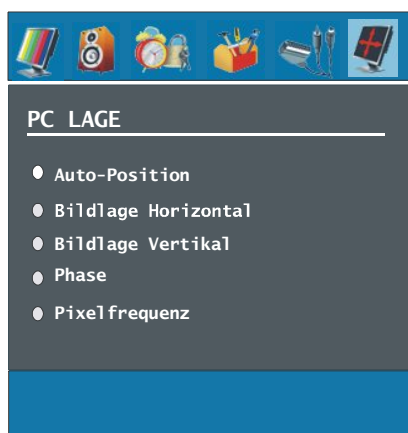 PC LAGE
Auto-Position
Bildlage Horizontal
Bildlage Vertikal
Phase
Pixelfrequenz